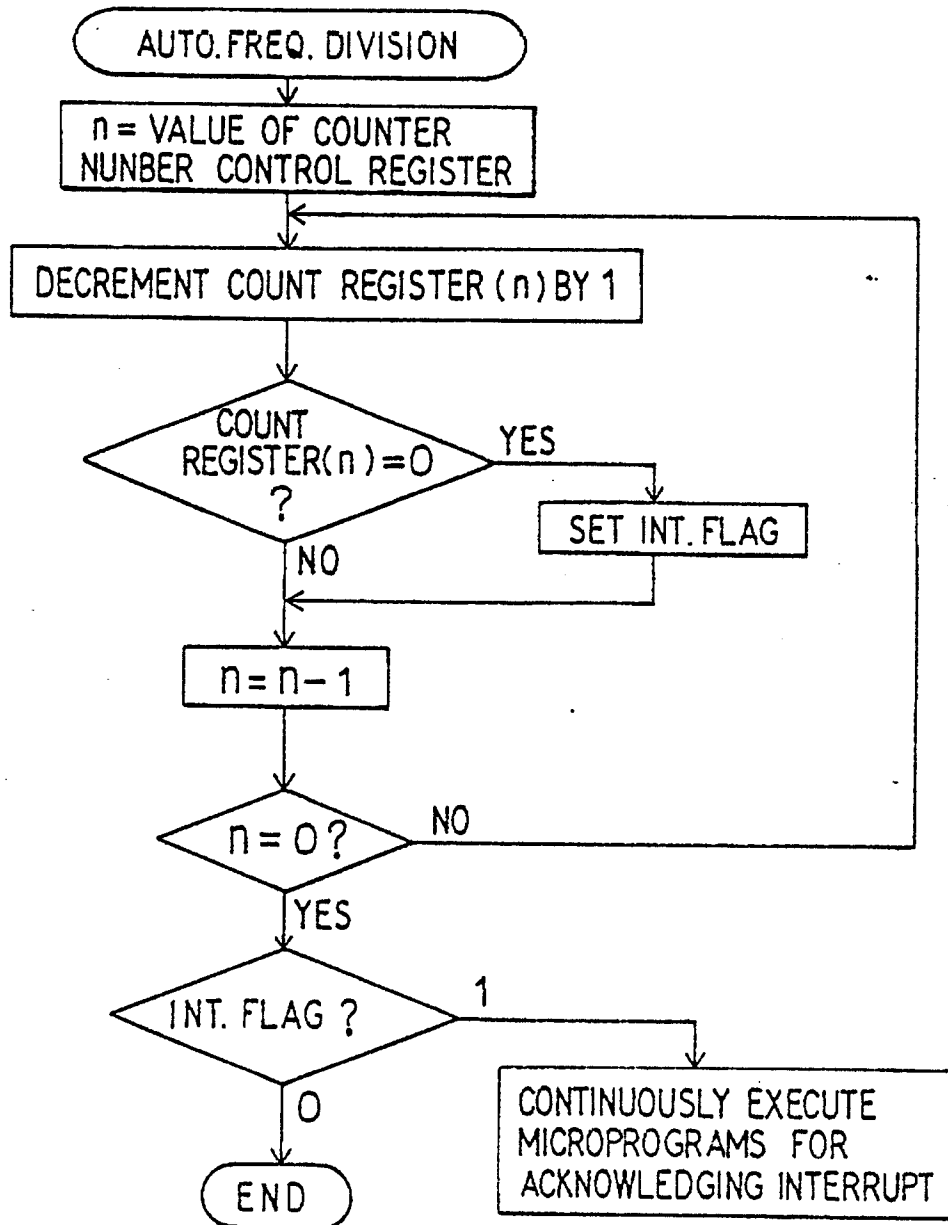 AUTO.FREQ. DIVISION
n = VALUE OF COUNTER
NUNBER CONTROL REGISTER
DECREMENT COUNT REGISTER (n) BY 1
COUNT
REGISTER(n)=0
?
YES
SET INT. FLAG
NO
n = n - 1
n = 0 ?
NO
YES
INT. FLAG ?
1
0
CONTINUOUSLY EXECUTE
MICROPROGRAMS FOR
ACKNOWLEDGING INTERRUPT
END